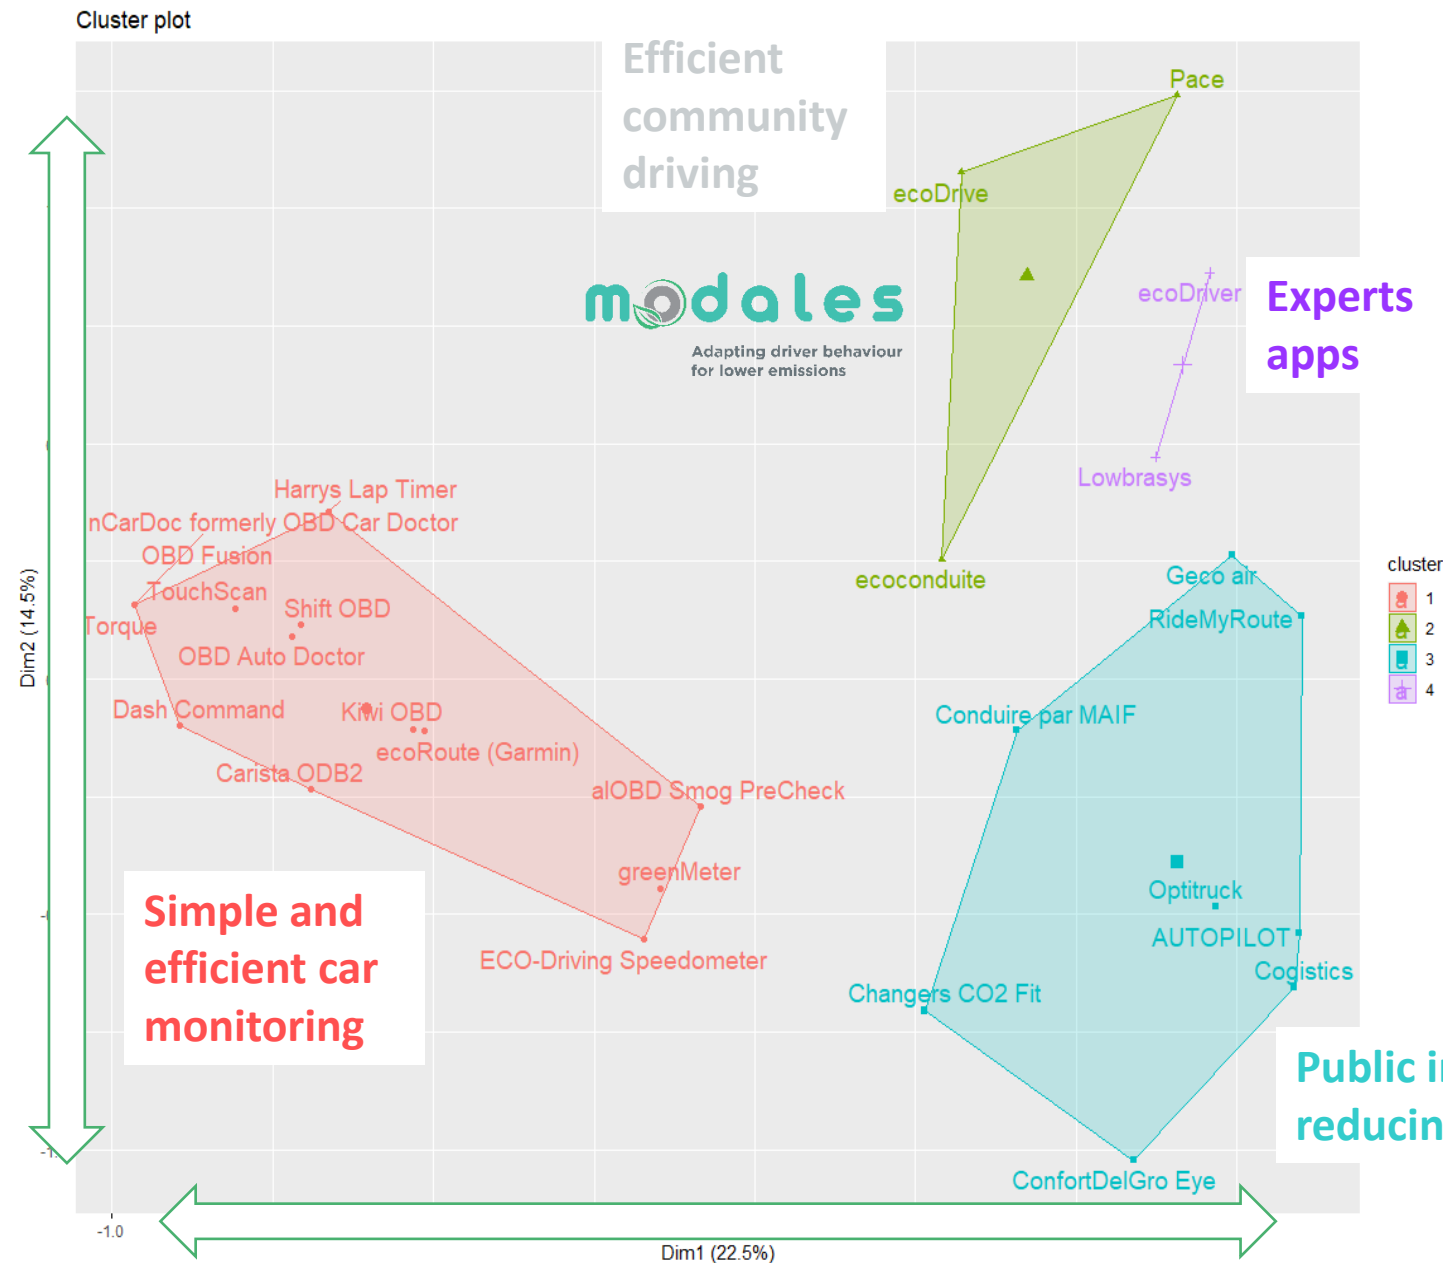 Cluster plot
Efficient
community
driving
Pace
ecoDrive
modales
Adapting driver behaviour
for lower emissions
ecoDriver
Experts
apps
Lowbrasys
Harrys Lap Timer
nCarDoc formerly OBD Car Doctor
OBD Fusion
TouchScan
Torque
Shift OBD
OBD Auto Doctor
Dash Command
Kiwi OBD
ecoRoute (Garmin)
Carista ODB2
alOBD Smog PreCheck
greenMeter
ECO-Driving Speedometer
ecoconduite
Geco air
RideMyRoute
Conduire par MAIF
Optitruck
AUTOPILOT
Cogistics
Changers CO2 Fit
ConfortDelGro Eye
cluster
1
2
3
4
Simple and
efficient car
monitoring
Public
reducin
Dim2 (14.5%)
-1.0
Dim1 (22.5%)